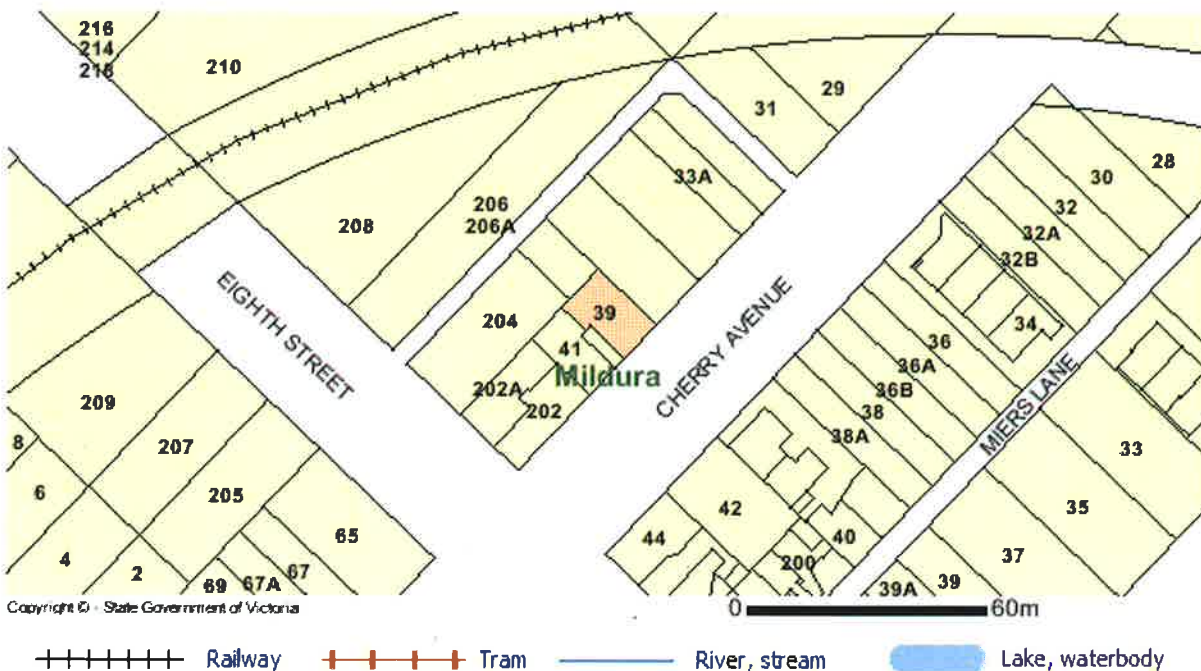 216
214
218
210
31
29
33A
28
30
32
32A
32B
34
206
206A
208
EIGHTH STREET
204
39
41
Mildura
202A
202
CHERRY AVENUE
36
36A
36B
38
38A
MIERS LANE
33
35
37
209
207
205
8
6
4
2
65
67
67A
69
42
44
40
200
39A
39
Copyright © - State Government of Victoria
0 60m
Railway Tram River, stream Lake, waterbody